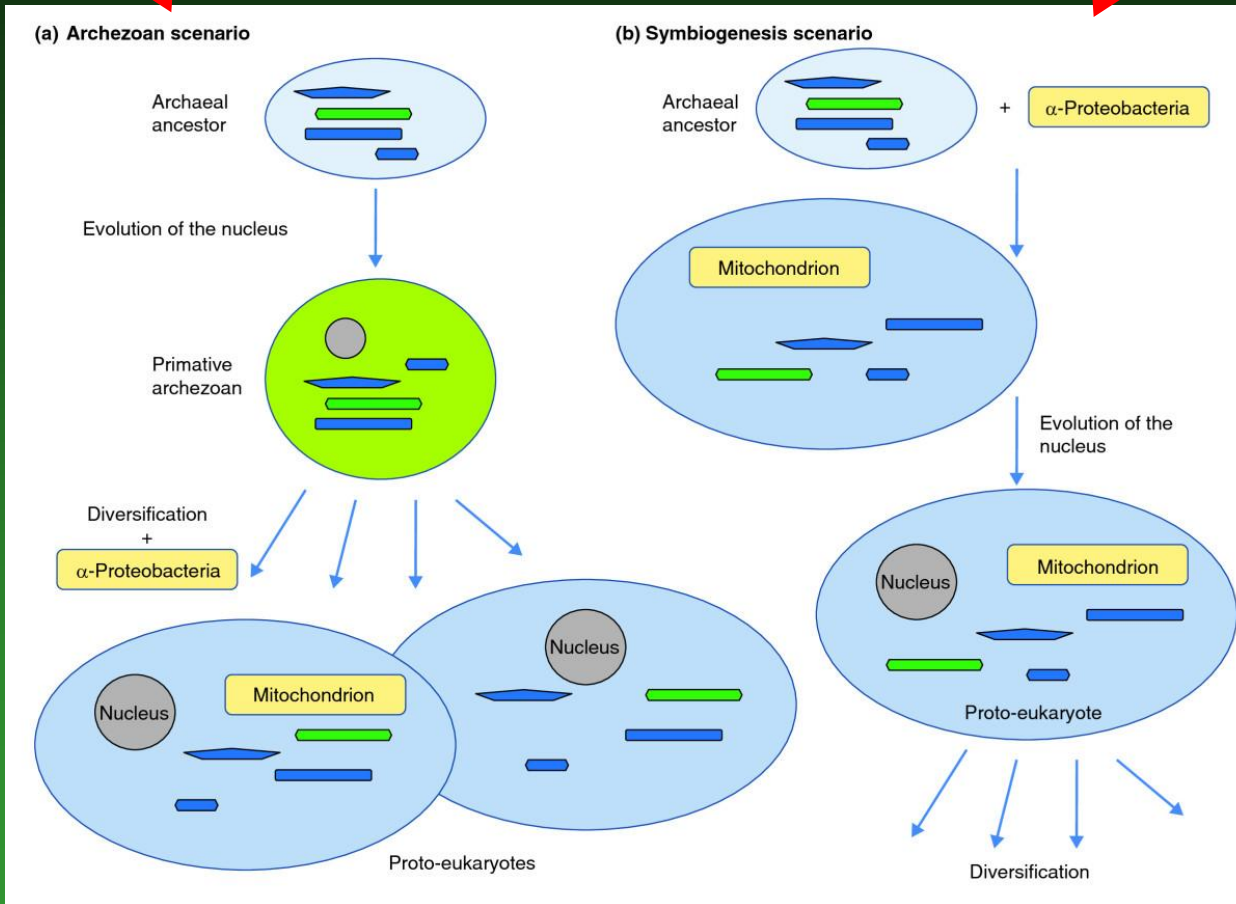 (a) Archezoan scenario
Archaeal
ancestor
Evolution of the nucleus
Primative
archezoan
Diversification
+
α-Proteobacteria
Nucleus
Mitochondrion
Nucleus
Proto-eukaryotes
(b) Symbiogenesis scenario
Archaeal
ancestor
+
α-Proteobacteria
Mitochondrion
Evolution of the
nucleus
Nucleus
Mitochondrion
Proto-eukaryote
Diversification